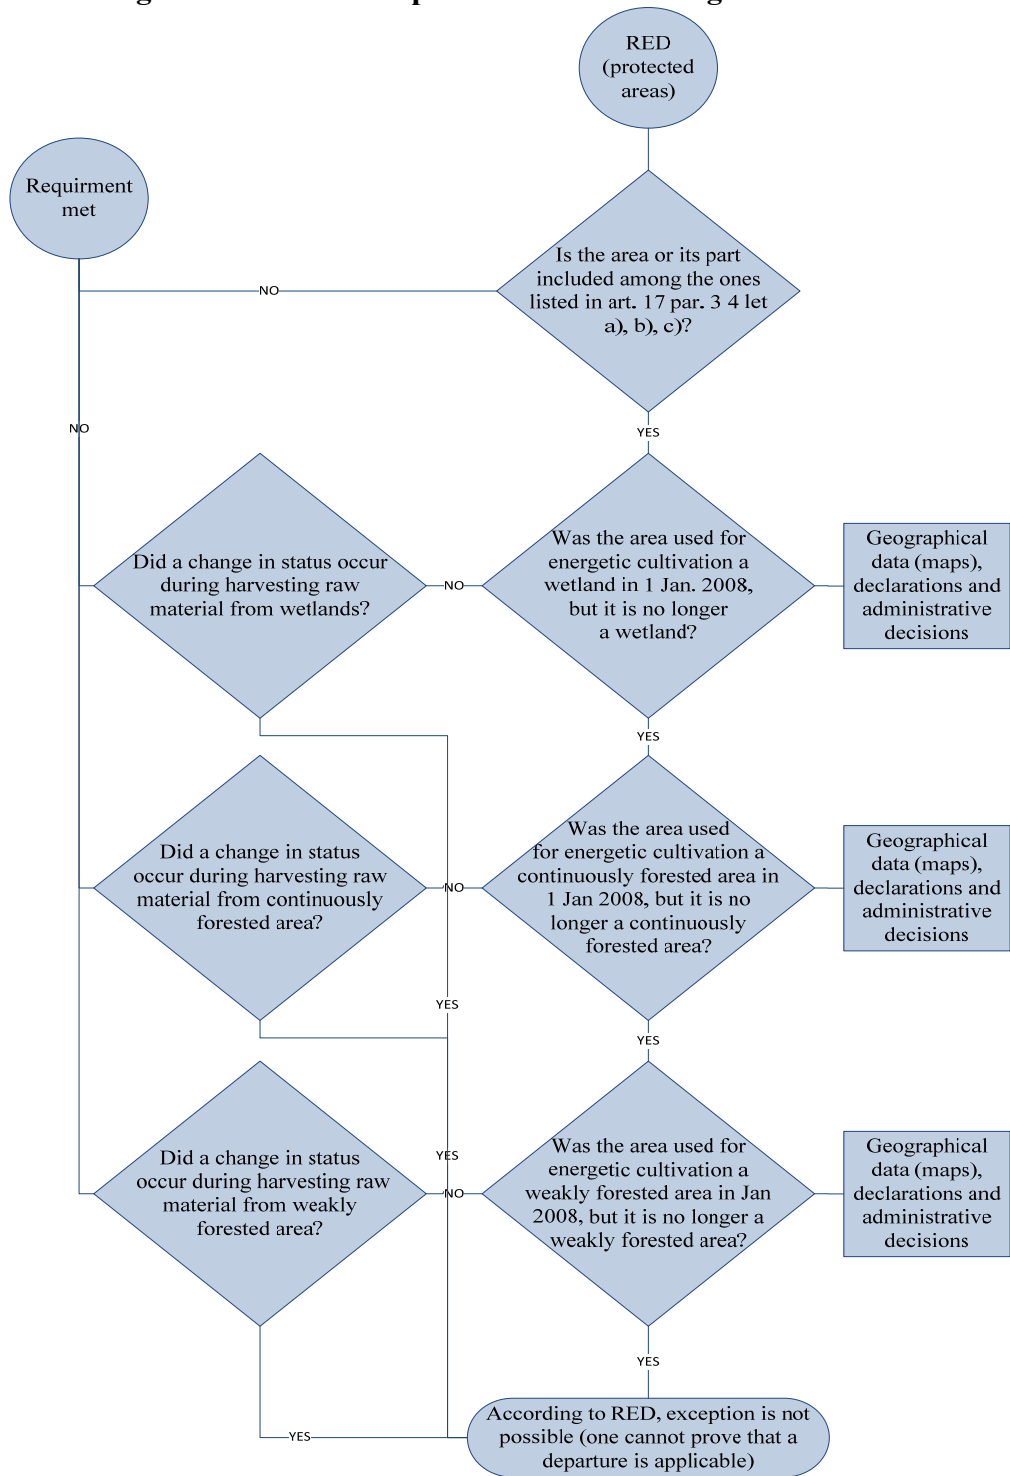 RED
(protected
areas)
Requirment
met
Is the area or its part
included among the ones
listed in art. 17 par. 3 4 let
a), b), c)?
NO
NO
YES
Did a change in status occur
during harvesting raw
material from wetlands?
NO
Was the area used for
energetic cultivation a
wetland in 1 Jan. 2008,
but it is no longer
a wetland?
Geographical
data (maps),
declarations and
administrative
decisions
YES
Did a change in status
occur during harvesting raw
material from continuously
forested area?
NO
Was the area used
for energetic cultivation a
continuously forested area in
1 Jan 2008, but it is no
longer a continuously
forested area?
Geographical
data (maps),
declarations and
administrative
decisions
YES
YES
Did a change in status
occur during harvesting raw
material from weakly
forested area?
YES
NO
Was the area used for
energetic cultivation a
weakly forested area in Jan
2008, but it is no longer a
weakly forested area?
Geographical
data (maps),
declarations and
administrative
decisions
YES
YES
According to RED, exception is not
possible (one cannot prove that a
departure is applicable)